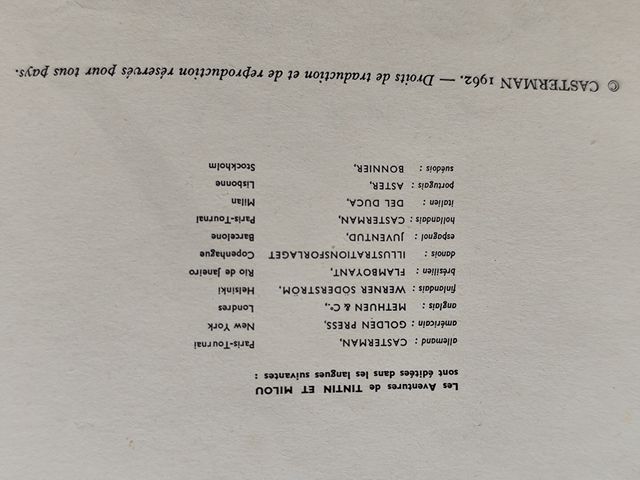 Les Aventures de TINTIN ET MILOU
sont éditées dans les langues suivantes :
allemand : CASTERMAN, Paris-Tournai
américain : GOLDEN PRESS, New York
anglais : METHUEN & Cº., Londres
finlandais : WERNER SÖDERSTRÖM, Helsinki
brésilien : FLAMBOYANT, Rio de Janeiro
danois : ILLUSTRATIONSFORLAGET Copenhague
espagnol : JUVENTUD, Barcelone
hollandais : CASTERMAN, Paris-Tournai
italien : DEL DUCA, Milan
portugais : ASTER, Lisbonne
suédois : BONNIER, Stockholm
© CASTERMAN 1962. — Droits de traduction et de reproduction réservés pour tous pays.